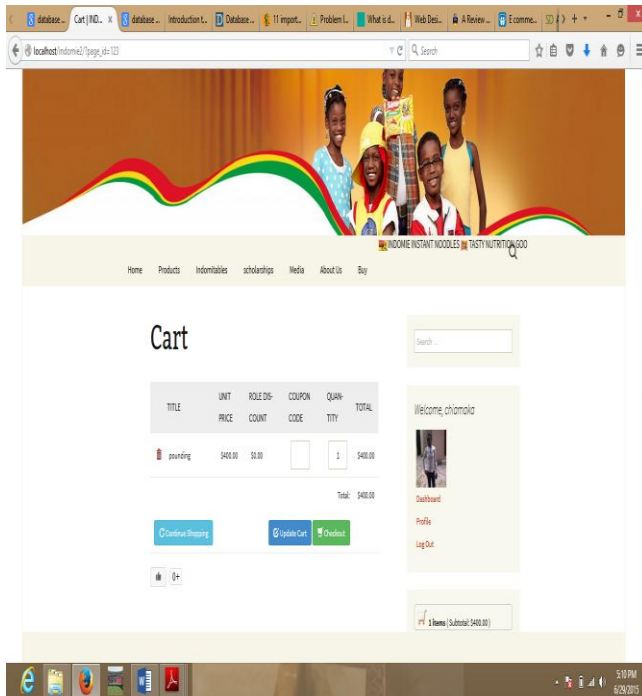 database ...
Cart | IND...
database ...
Introduction t...
Database ...
11 import...
Problem I...
What is d...
Web Desi...
A Review ...
E comme...
localhost/indomie2/?page_id=123
Search
INDOMIE INSTANT NOODLES TASTY NUTRITION GOO
Home Products Indomitables scholarships Media About Us Buy
Cart
Search ...
TITLE UNIT PRICE ROLE DIS-COUNT COUPON CODE QUAN-TITY TOTAL
pounding $400.00 $0.00 1 $400.00
Total: $400.00
Continue Shopping Update Cart Checkout
0+
Welcome, chiamaka
Dashboard
Profile
Log Out
1 items ( Subtotal: $400.00 )
5:10 PM
6/29/2015